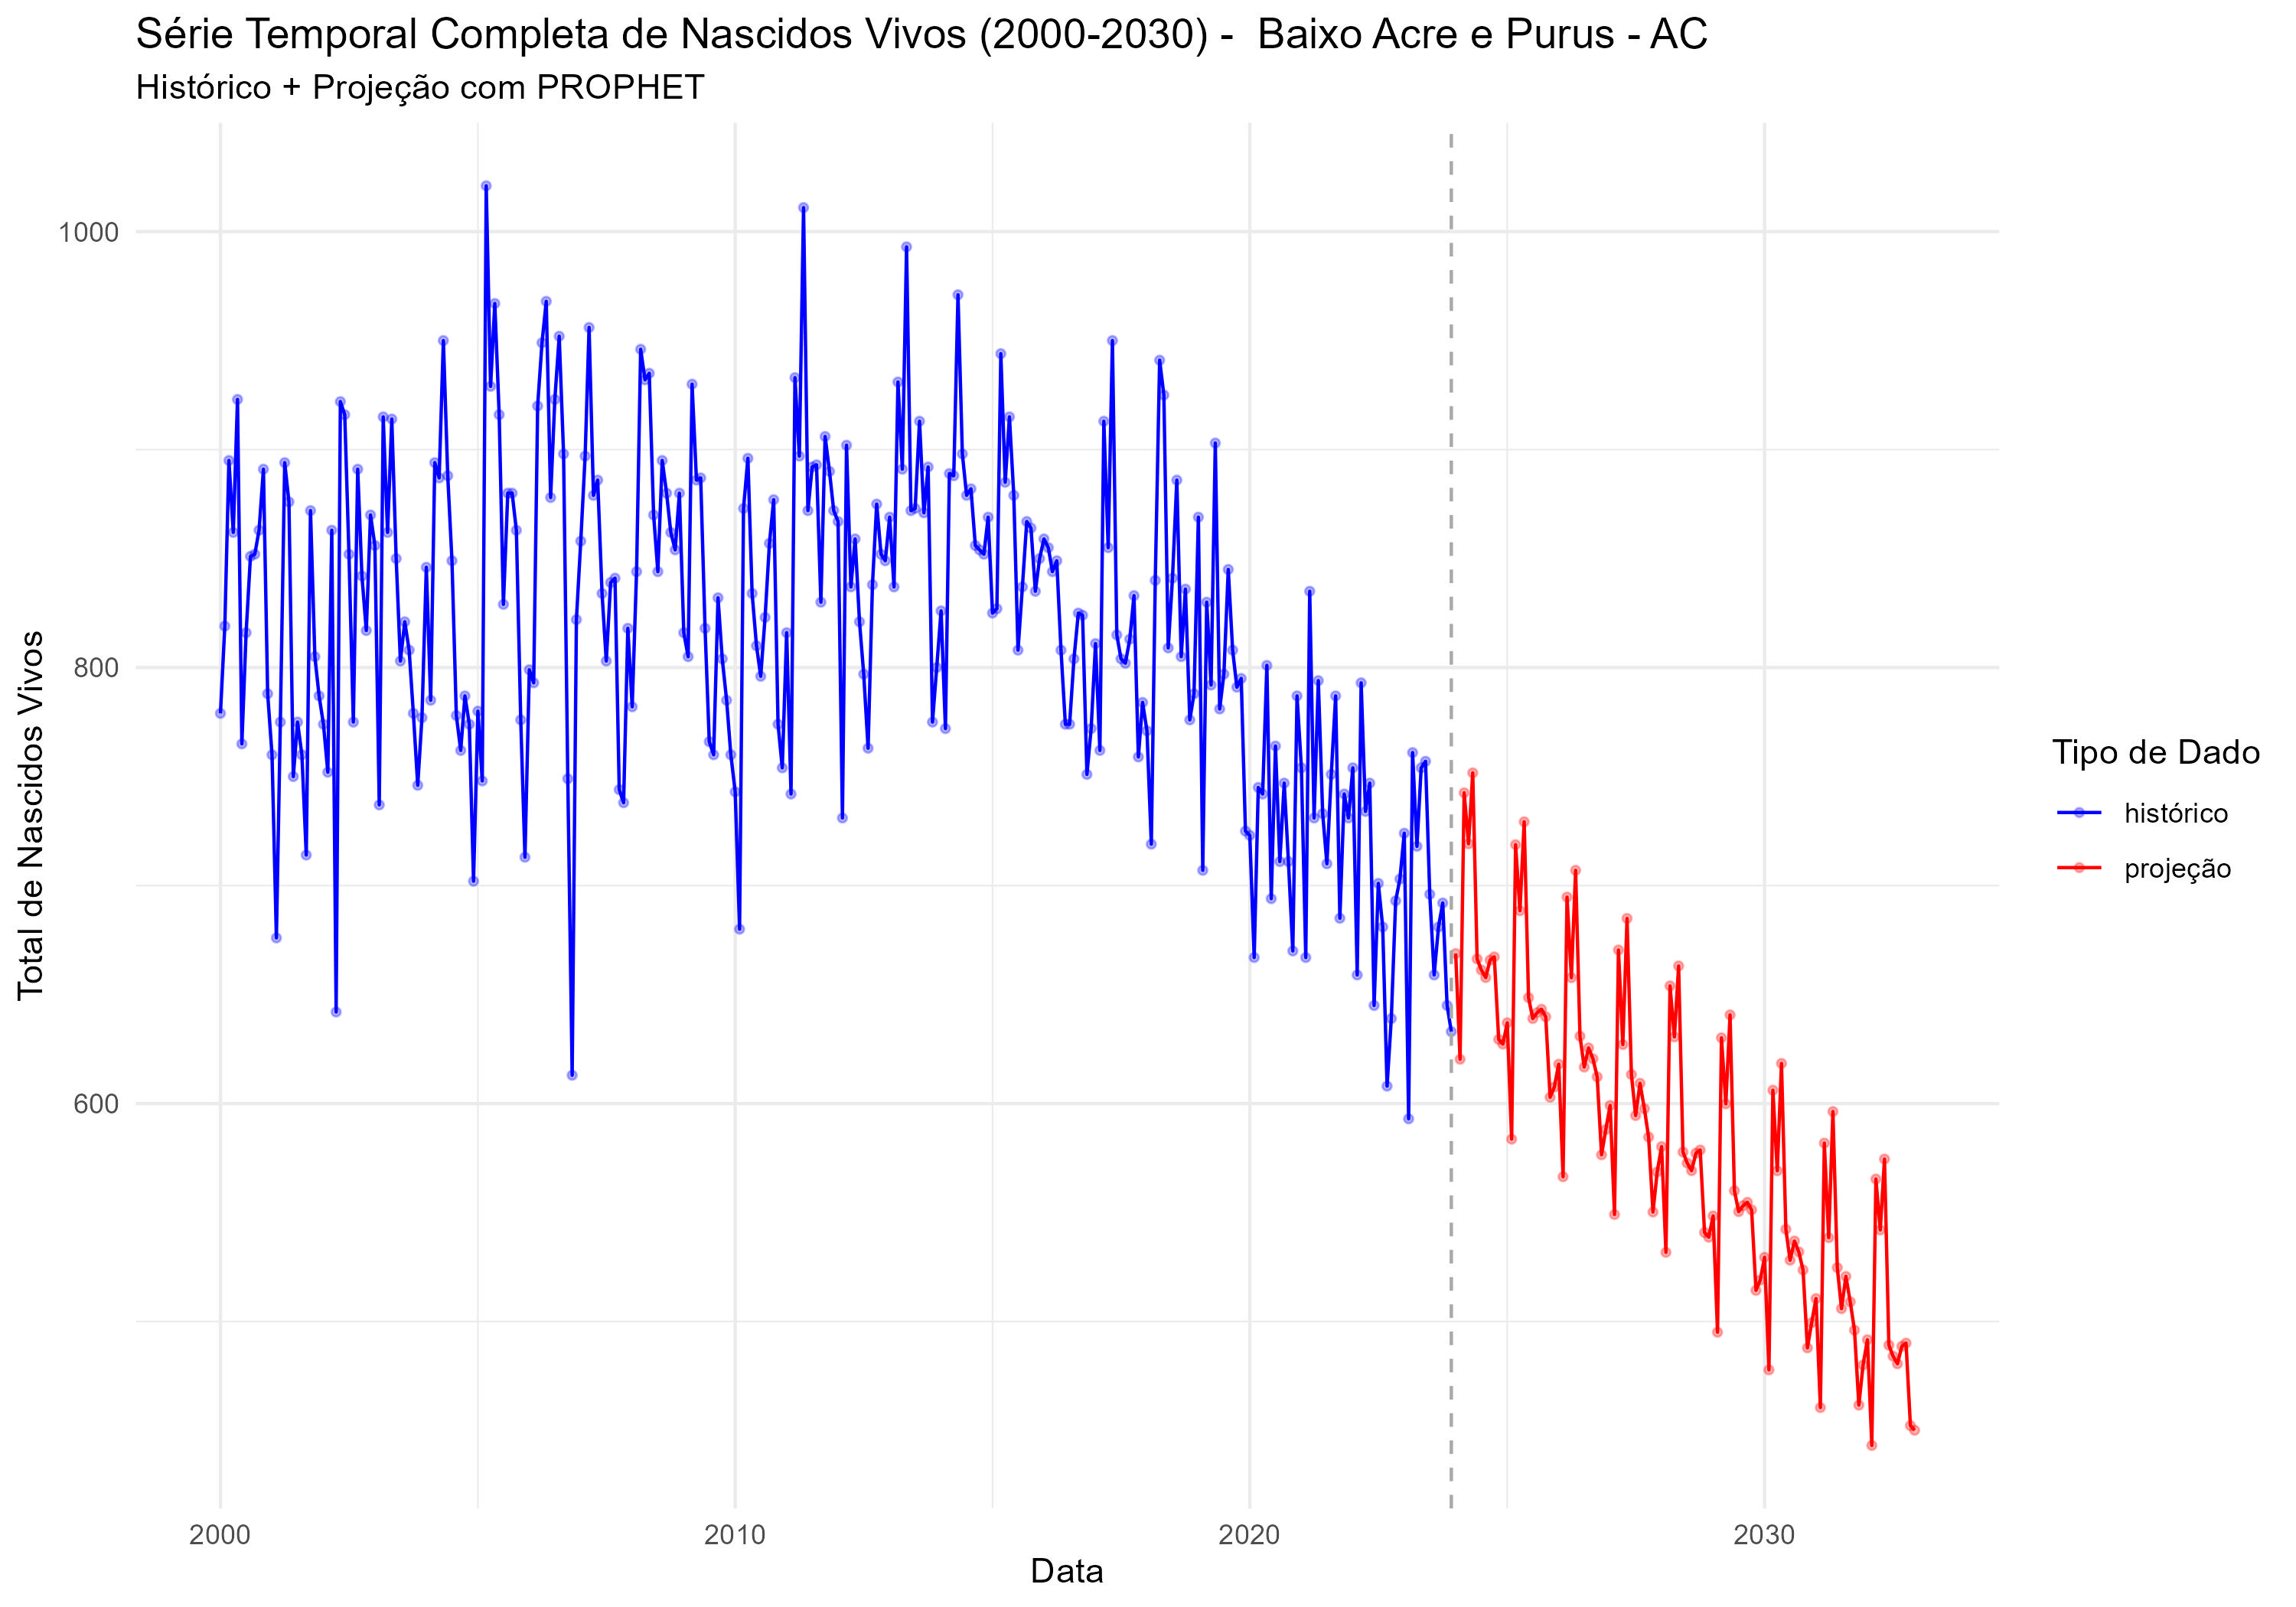 Série Temporal Completa de Nascidos Vivos (2000-2030) -  Baixo Acre e Purus - AC
Histórico + Projeção com PROPHET
Total de Nascidos Vivos
1000
800
600
2000
2010
2020
2030
Data
Tipo de Dado
histórico
projeção